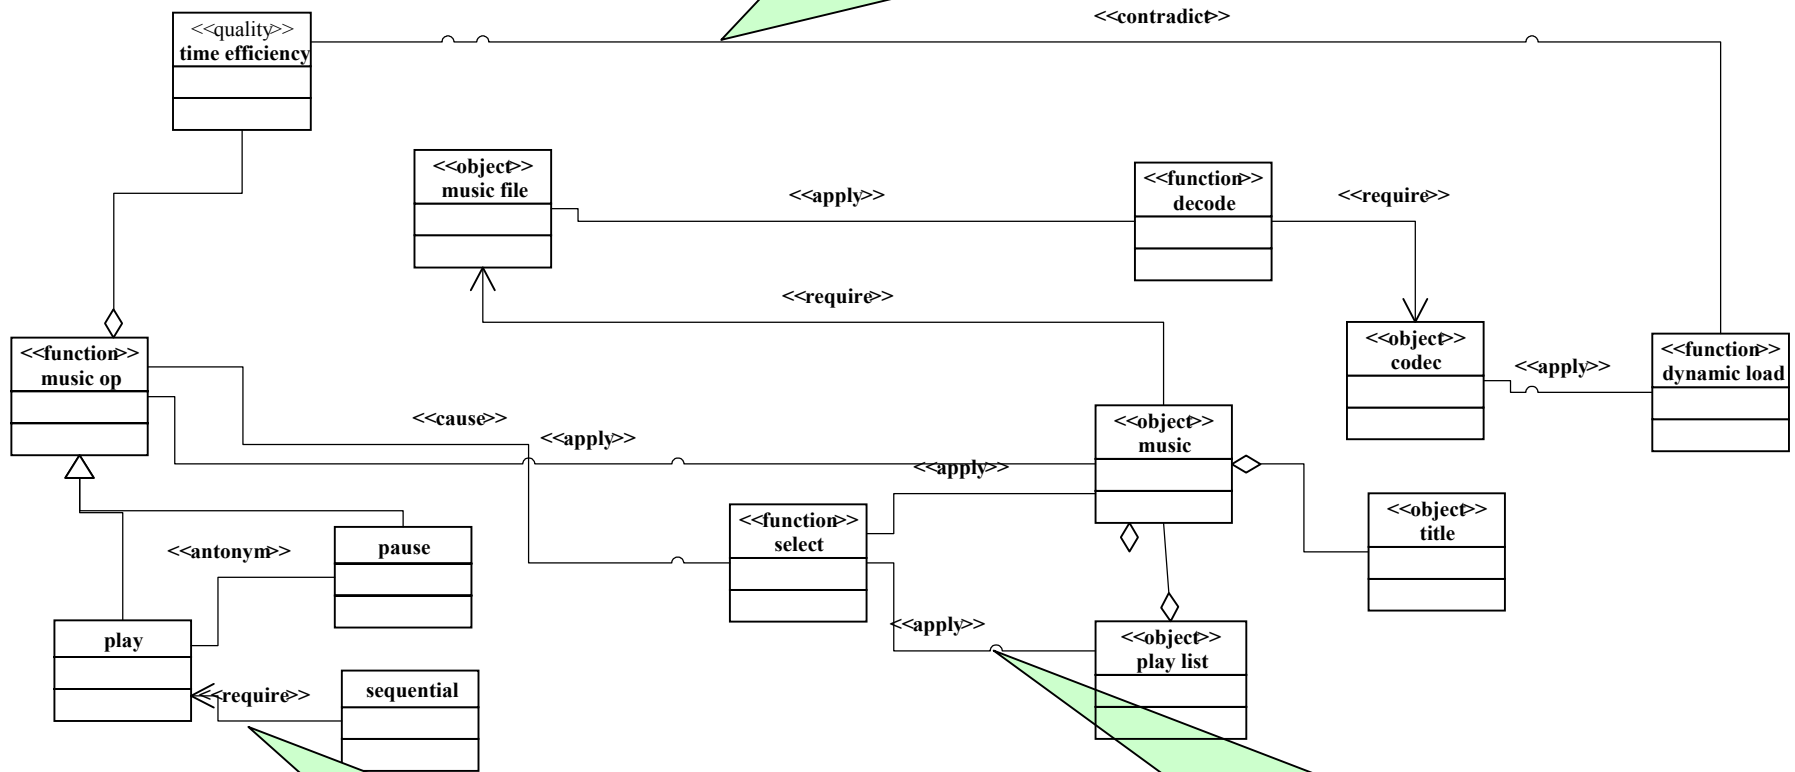 <<contradict>>
<<quality>>
time efficiency
<<object>>
music file
<<apply>>
<<function>>
decode
<<require>>
<<require>>
<<function>>
music op
<<object>>
codec
<<apply>>
<<function>>
dynamic load
<<cause>>
<<apply>>
<<object>>
music
<<apply>>
<<function>>
select
<<object>>
title
<<antonym>>
pause
play
<<apply>>
<<object>>
play list
<<require>>
sequential